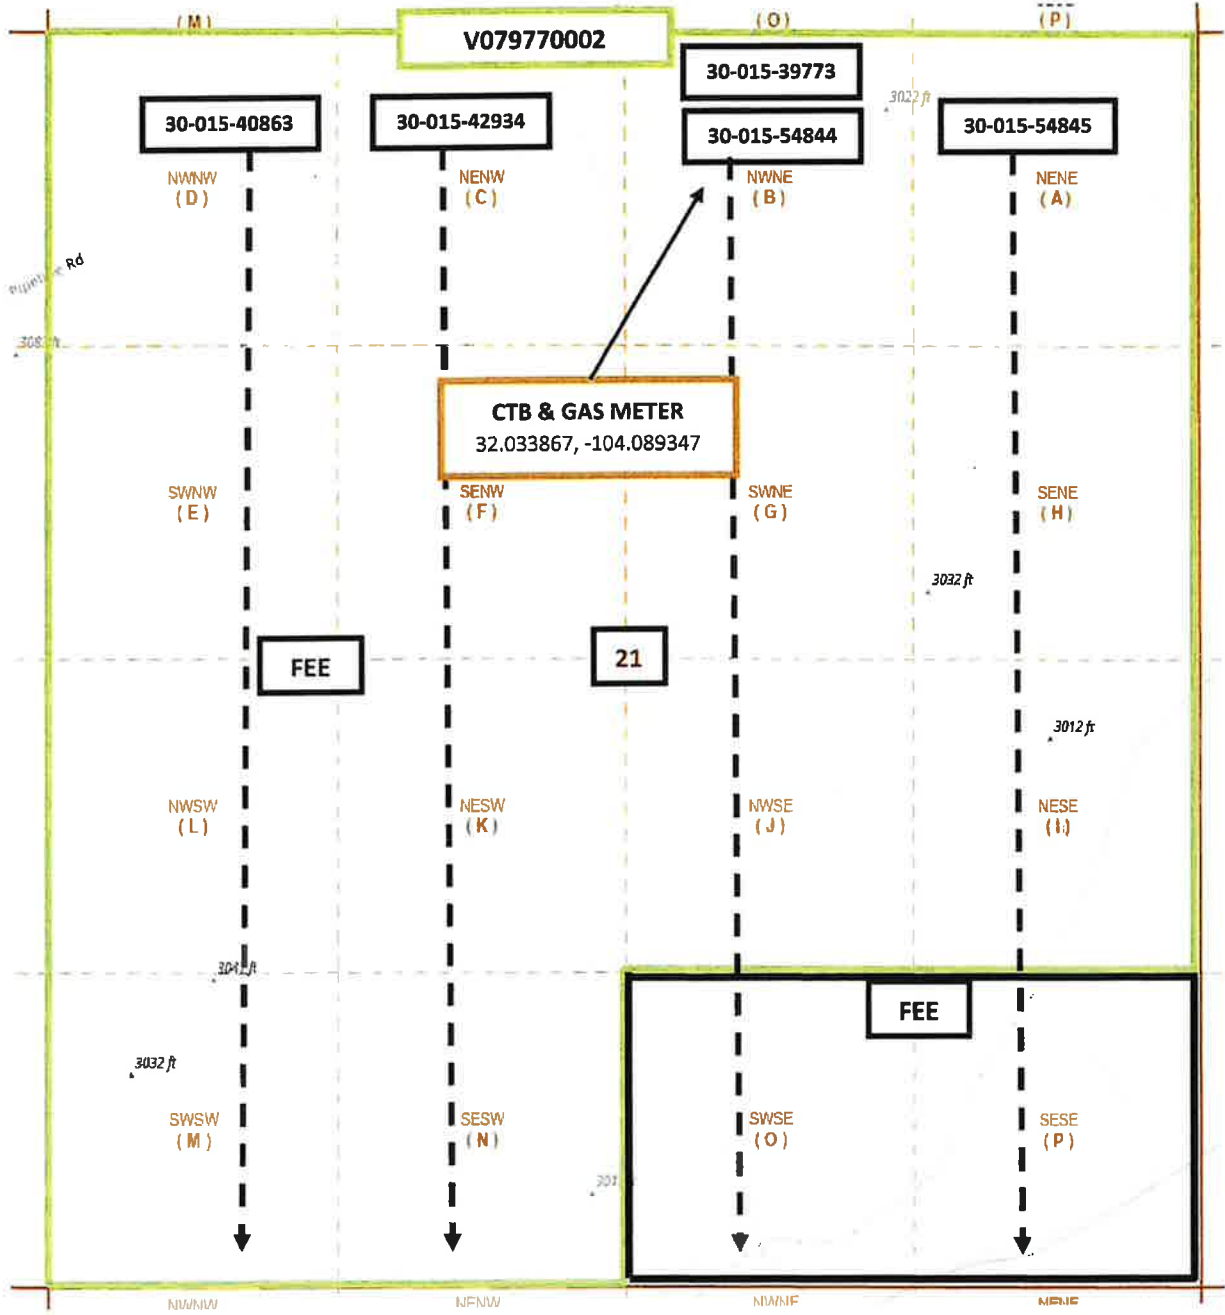 (M)
V079770002
(O)
(P)
30-015-39773
3022 ft
30-015-40863
30-015-42934
30-015-54844
30-015-54845
NWNW
(D)
NENW
(C)
NWNE
(B)
NENE
(A)
Rd
CTB & GAS METER
32.033867, -104.089347
SWNW
(E)
SENW
(F)
SWNE
(G)
SENE
(H)
3032 ft
FEE
21
3012 ft
NWSW
(L)
NESW
(K)
NWSE
(J)
NESE
(I)
FEE
3032 ft
SWSW
(M)
SESW
(N)
SWSE
(O)
SESE
(P)
NWNW
NENW
NWNE
NENE